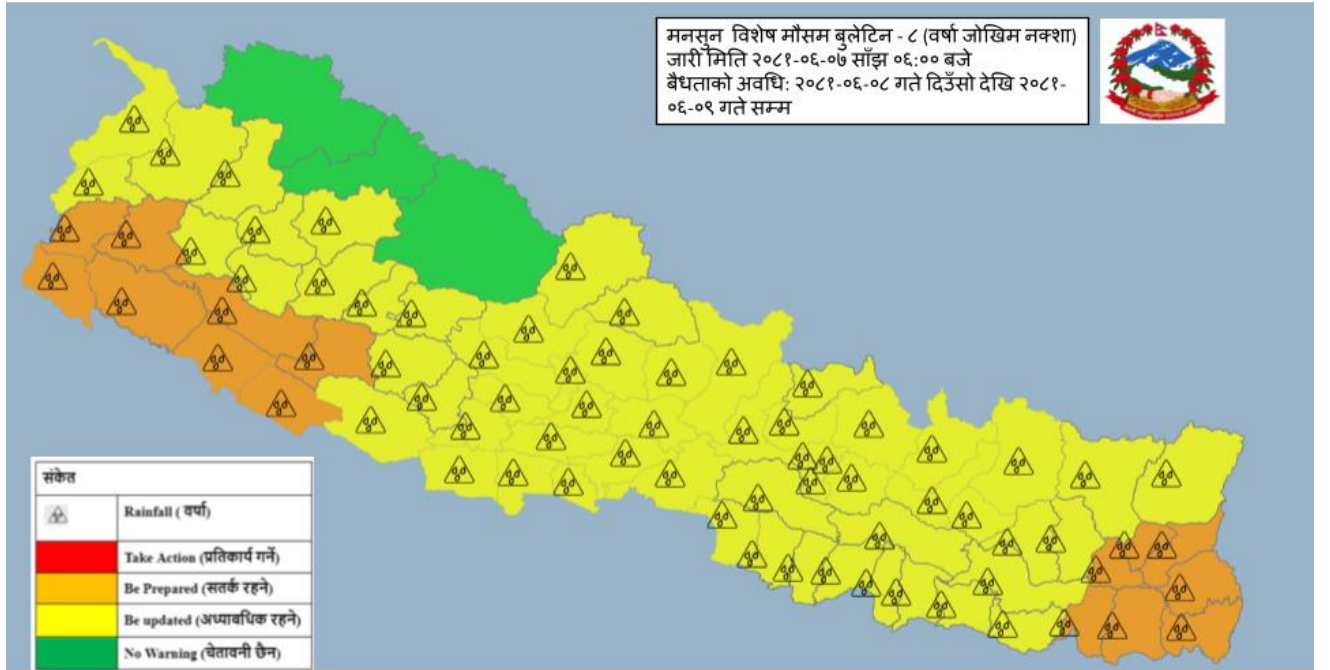 मनसुन विशेष मौसम बुलेटिन - ८ (वर्षा जोखिम नक्शा)
जारी मिति २०८१-०६-०७ साँझ ०६:०० बजे
बैधताको अवधि: २०८१-०६-०८ गते दिउँसो देखि २०८१-
०६-०९ गते सम्म
संकेत
Rainfall ( वर्षा)
Take Action (प्रतिकार्य गर्ने)
Be Prepared (सतर्क रहने)
Be updated (अध्यावधिक रहने)
No Warning (चेतावनी छैन)